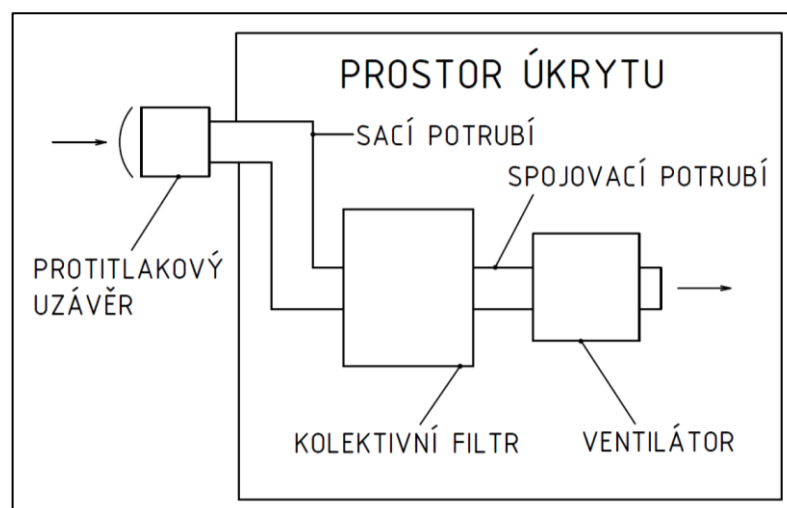 PROSTOR ÚKRYTU
SACÍ POTRUBÍ
SPOJOVACÍ POTRUBÍ
PROTITLAKOVÝ
UZÁVĚR
KOLEKTIVNÍ FILTR
VENTILÁTOR